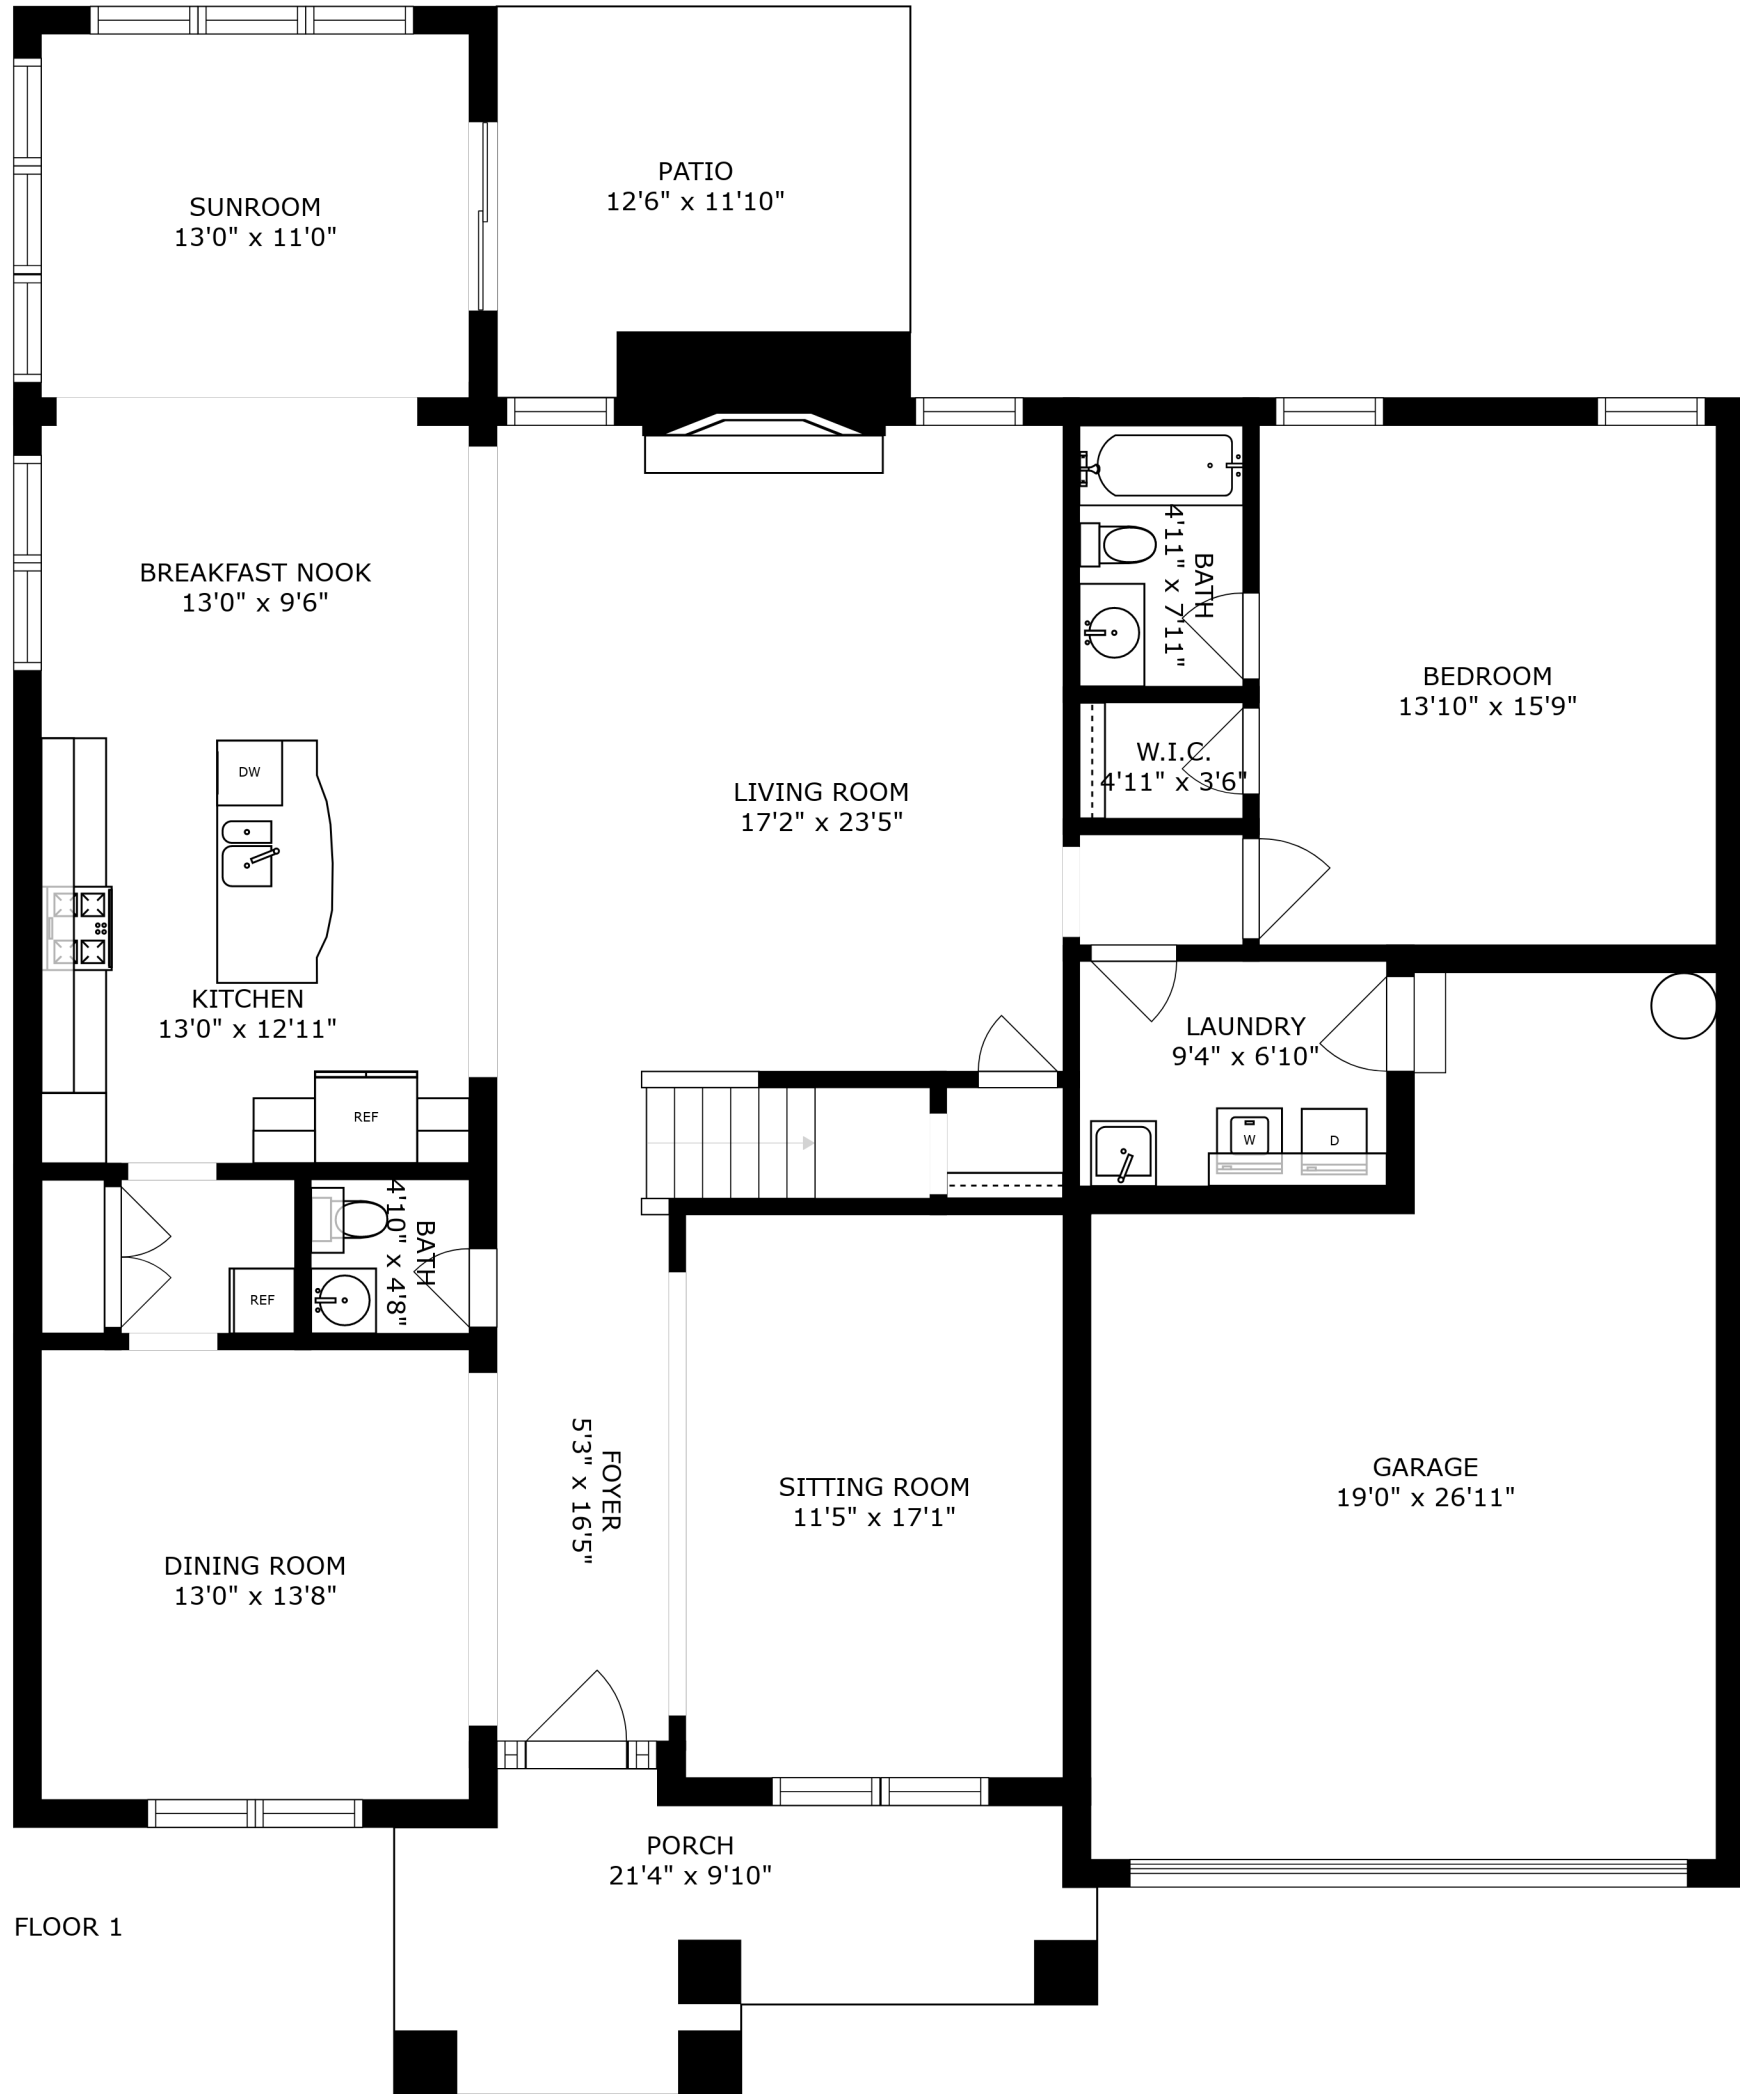 PATIO
12'6" x 11'10"
SUNROOM
13'0" x 11'0"
BREAKFAST NOOK
13'0" x 9'6"
BATH
4'11" x 7'11"
BEDROOM
13'10" x 15'9"
W.I.C.
4'11" x 3'6"
DW
LIVING ROOM
17'2" x 23'5"
KITCHEN
13'0" x 12'11"
LAUNDRY
9'4" x 6'10"
REF
W
D
BATH
4'10" x 4'8"
REF
FOYER
5'3" x 16'5"
SITTING ROOM
11'5" x 17'1"
GARAGE
19'0" x 26'11"
DINING ROOM
13'0" x 13'8"
PORCH
21'4" x 9'10"
FLOOR 1